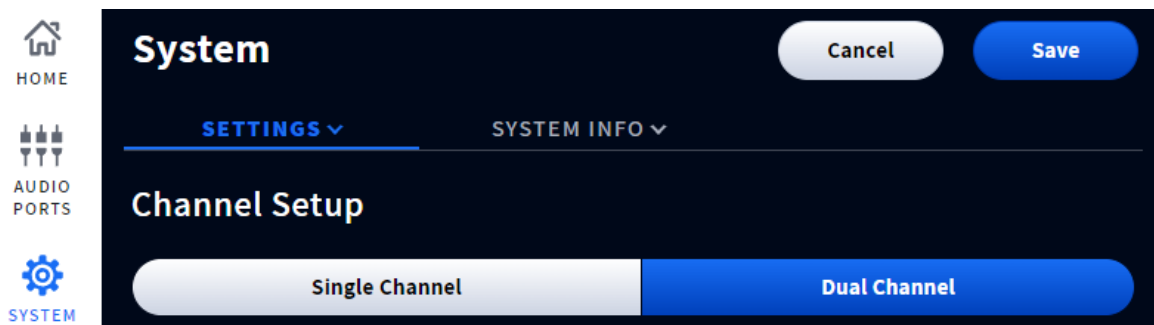 HOME
AUDIO
PORTS
SYSTEM
System
Cancel
Save
SETTINGS
SYSTEM INFO
Channel Setup
Single Channel
Dual Channel